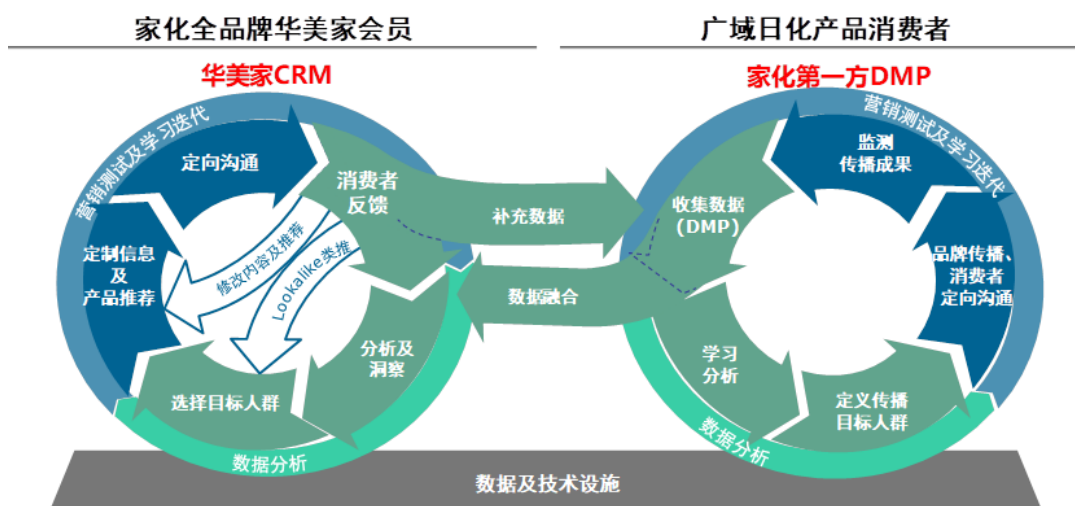 家化全品牌华美家会员
广域日化产品消费者
华美家CRM
家化第一方DMP
营销测试及学习迭代
定向沟通
消费者
反馈
定制信息
及
产品推荐
修改内容及推荐
Lookalike类推
分析及
洞察
选择目标人群
数据分析
补充数据
数据融合
营销测试及学习迭代
监测
传播成果
收集数据
(DMP)
品牌传播、
消费者
定向沟通
学习
分析
定义传播
目标人群
数据分析
数据及技术设施